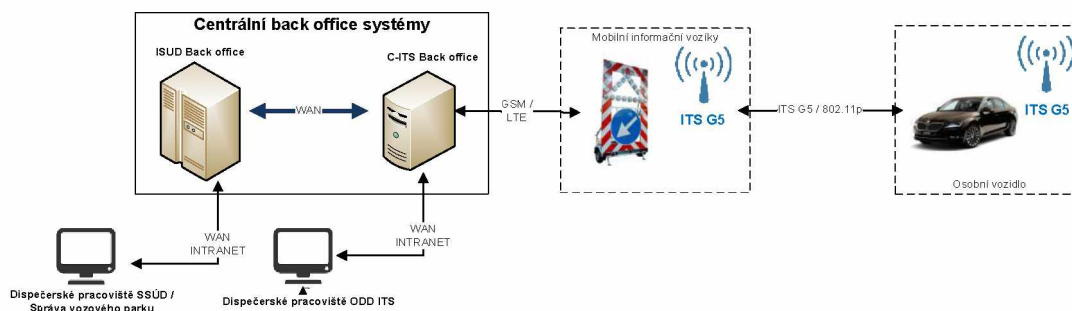 Centrální back office systémy
ISUD Back office
C-ITS Back office
WAN
GSM /
LTE
Mobilní informační vozíky
ITS G5
ITS G5 / 802.11p
ITS G5
Osobní vozidlo
WAN
INTRANET
WAN
INTRANET
Dispečerské pracoviště SSÚD /
Správa vozového parku
Dispečerské pracoviště ODD ITS